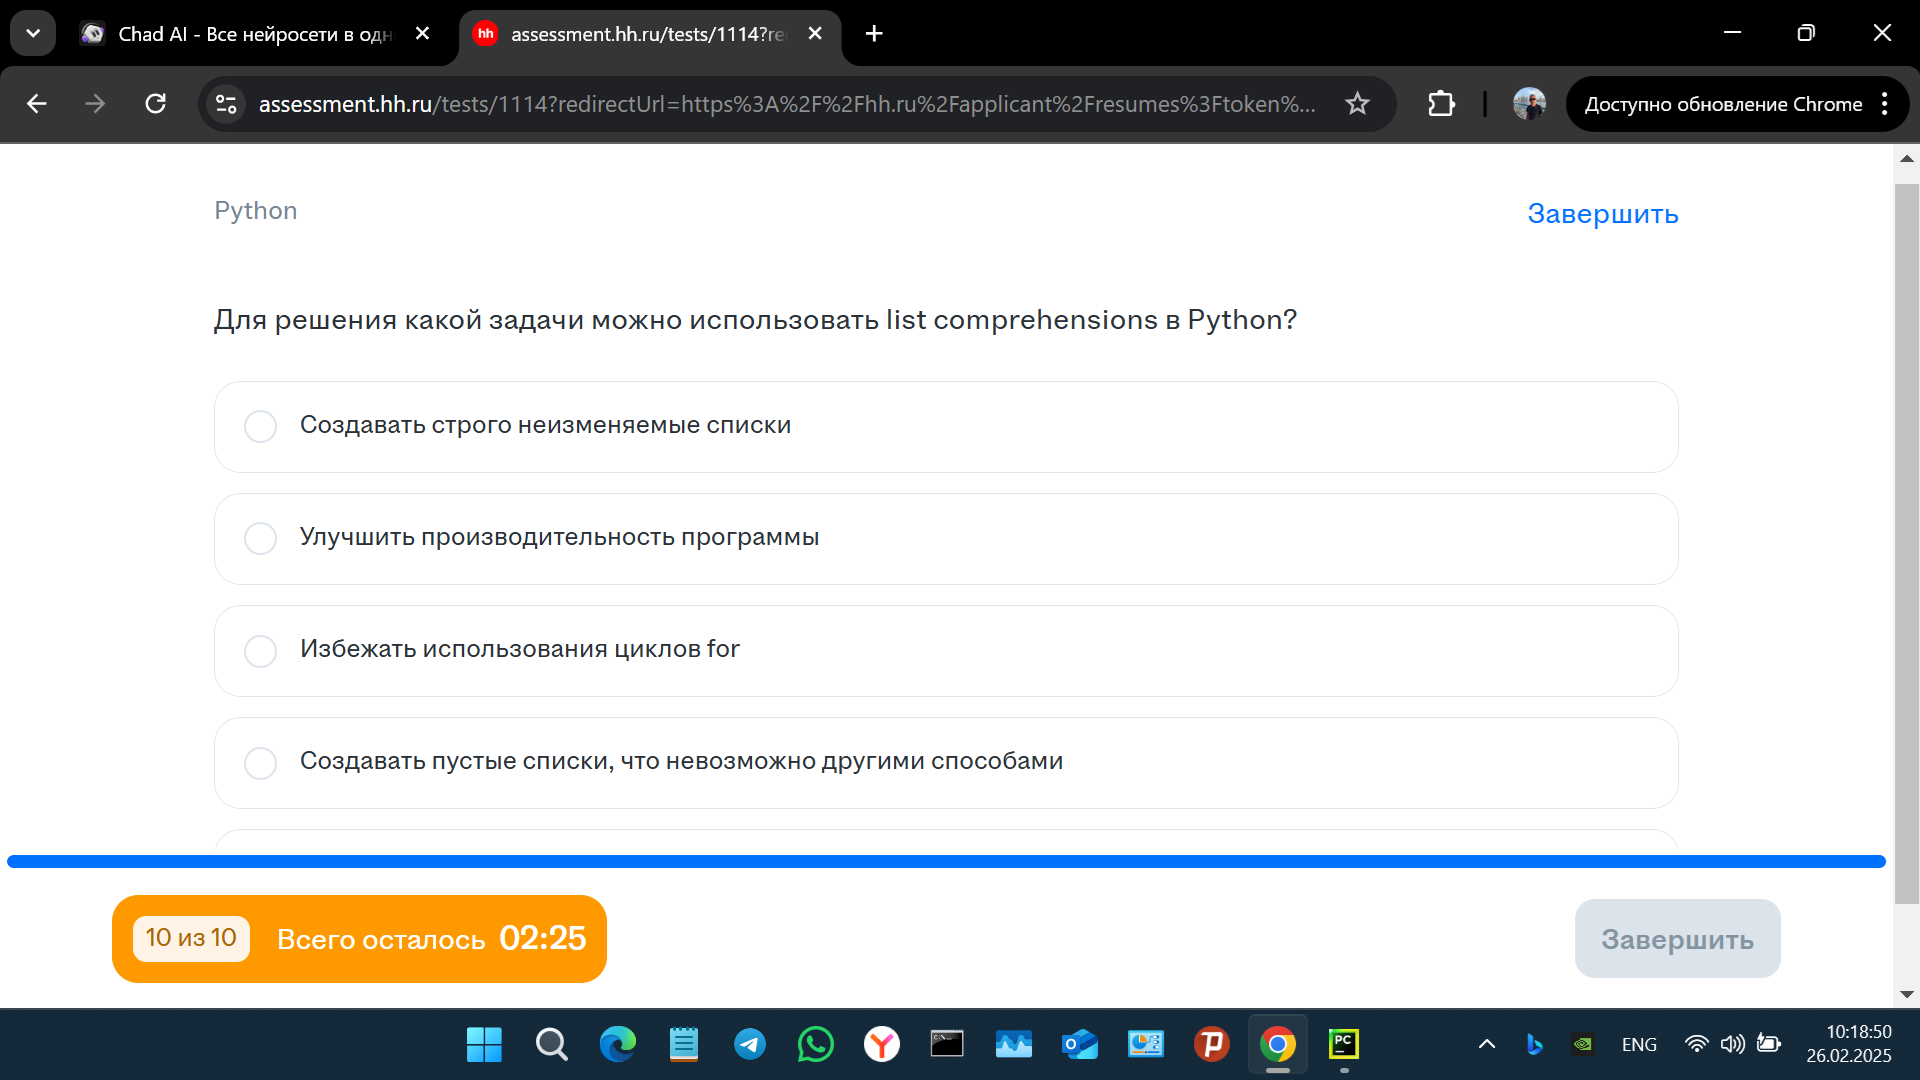 Chad AI - Все нейросети в одн
hh
assessment.hh.ru/tests/1114?re
assessment.hh.ru/tests/1114?redirectUrl=https%3A%2F%2Fhh.ru%2Fapplicant%2Fresumes%3Ftoken%...
Доступно обновление Chrome
Python
Завершить
Для решения какой задачи можно использовать list comprehensions в Python?
Создавать строго неизменяемые списки
Улучшить производительность программы
Избежать использования циклов for
Создавать пустые списки, что невозможно другими способами
10 из 10
Всего осталось 02:25
Завершить
PC
ENG
10:18:50
26.02.2025